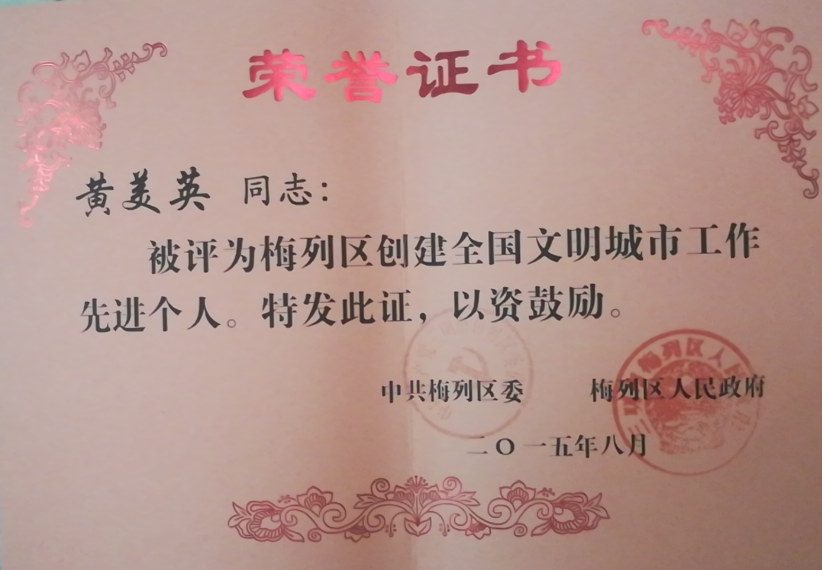 荣誉证书
黄美英 同志：
被评为梅列区创建全国文明城市工作
先进个人。特发此证，以资鼓励。
中共梅列区委 梅列区人民政府
二〇一五年八月